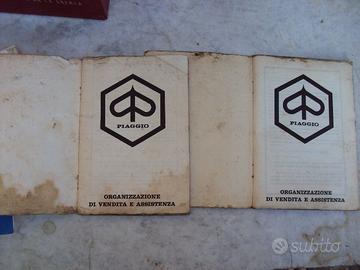 PIAGGIO
ORGANIZZAZIONE
DI VENDITA E ASSISTENZA
PIAGGIO
ORGANIZZAZIONE
DI VENDITA E ASSISTENZA
subito